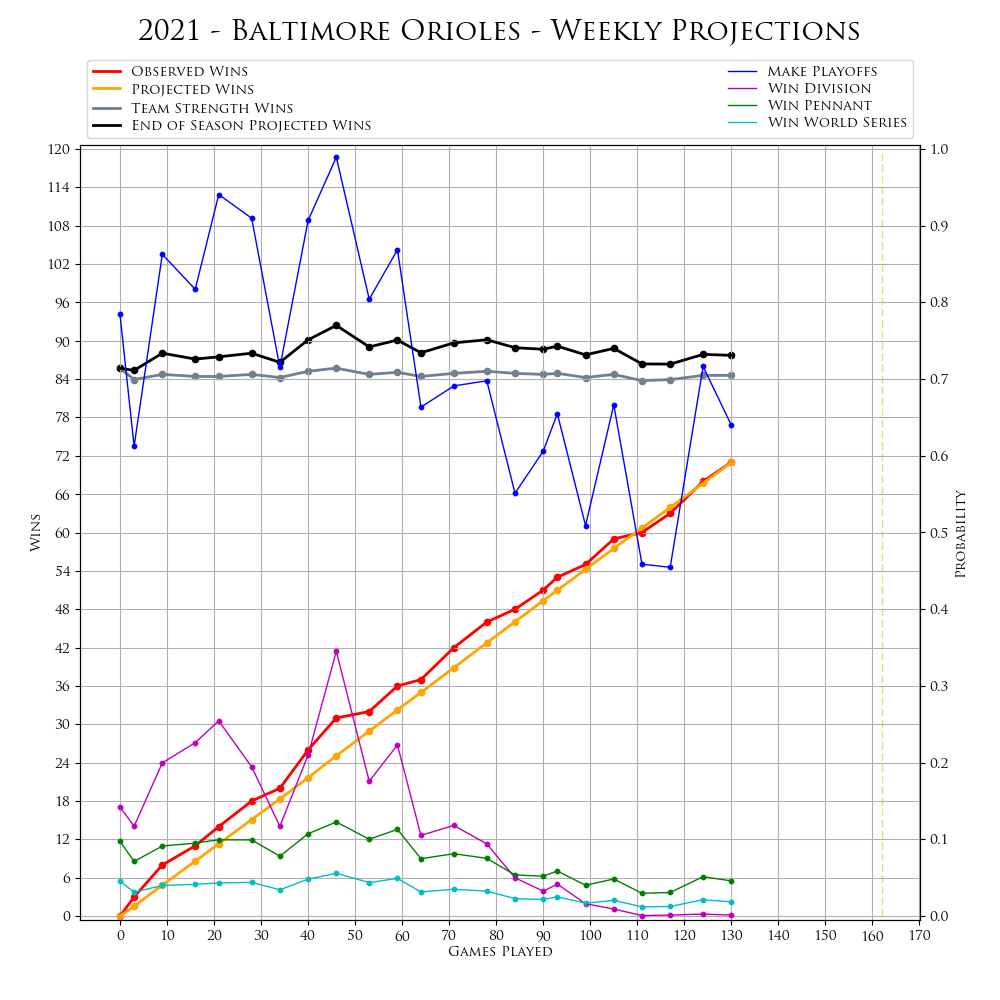 2021 - Baltimore Orioles - Weekly Projections
Observed Wins
Projected Wins
Team Strength Wins
End of Season Projected Wins
Make Playoffs
Win Division
Win Pennant
Win World Series
120
114
108
102
96
90
84
78
72
66
60
54
48
42
36
30
24
18
12
6
0
Wins
1.0
0.9
0.8
0.7
0.6
0.5
0.4
0.3
0.2
0.1
0.0
Probability
0 10 20 30 40 50 60 70 80 90 100 110 120 130 140 150 160 170
Games Played